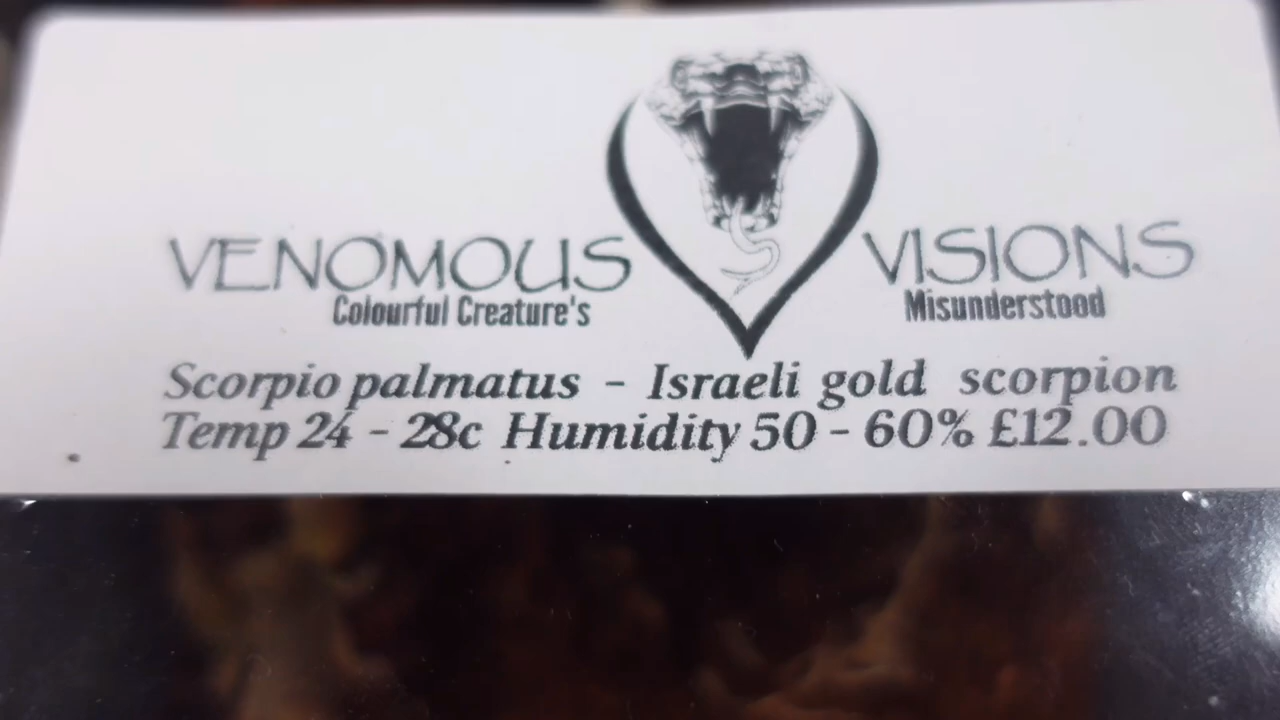 VENOMOUS VISIONS
Colourful Creature's Misunderstood
Scorpio palmatus - Israeli gold scorpion
Temp 24 - 28c Humidity 50 - 60% £12.00